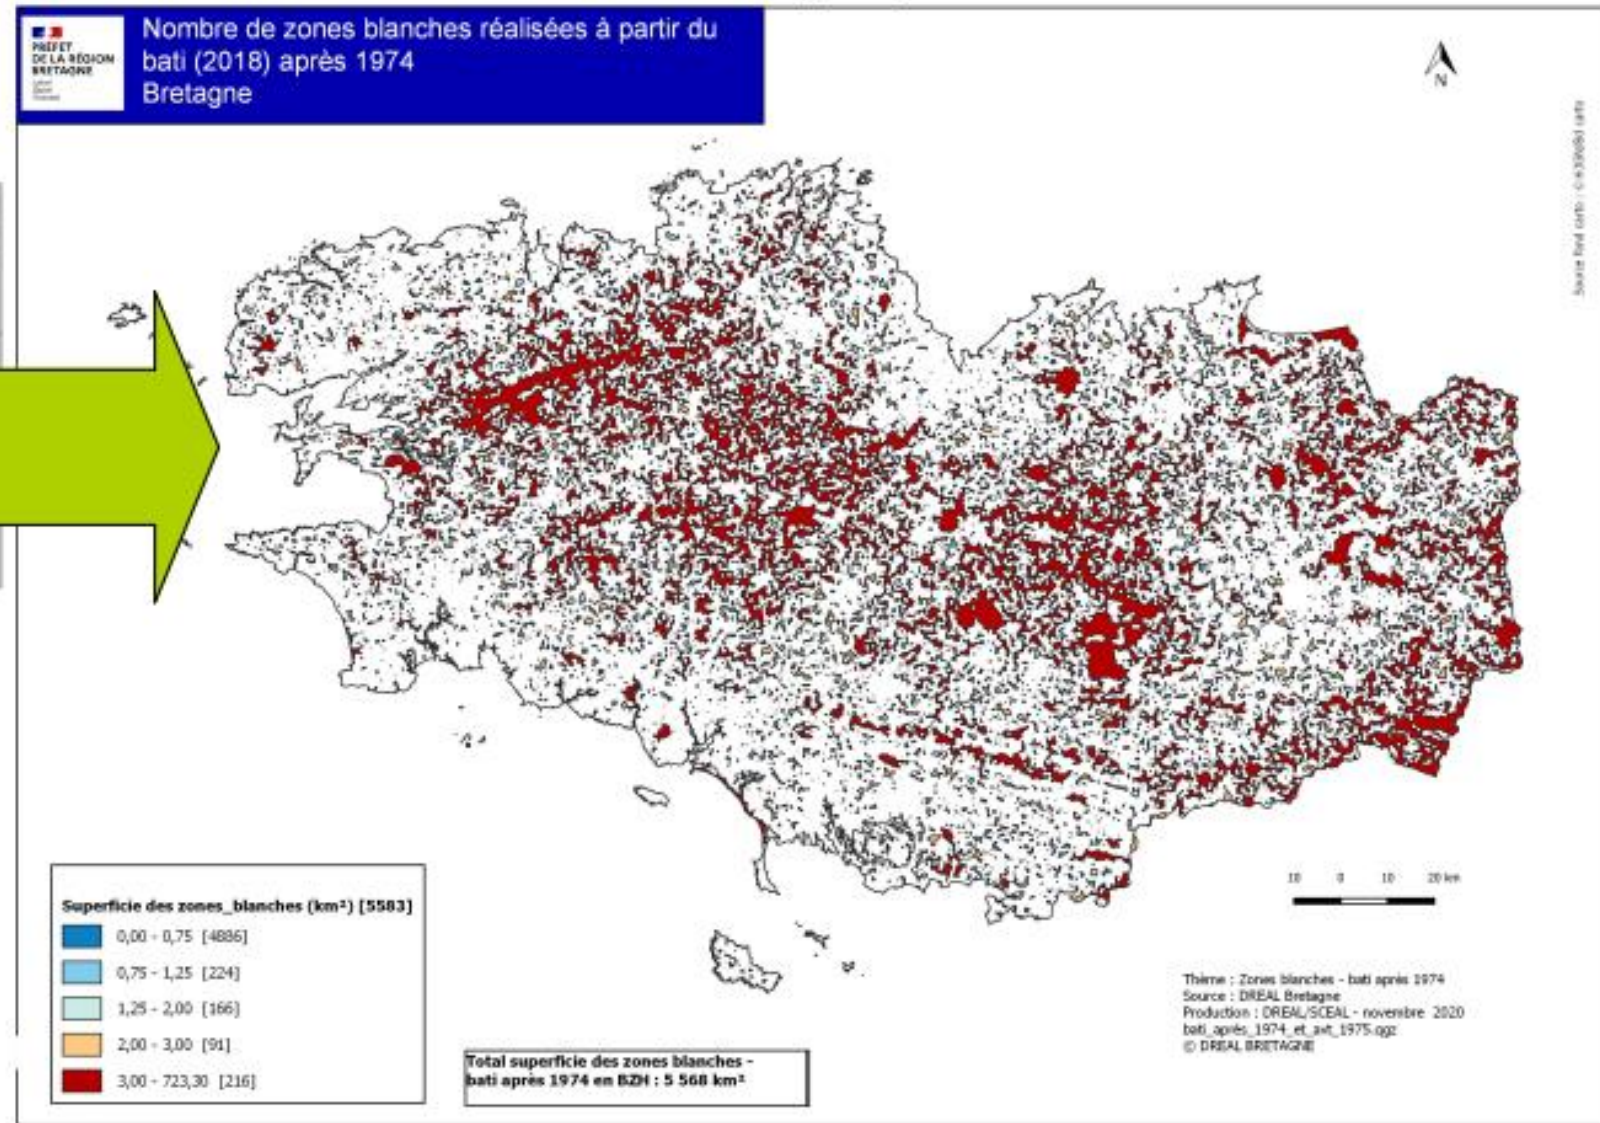 PRÉFET
DE LA RÉGION
BRETAGNE
Nombre de zones blanches réalisées à partir du
bati (2018) après 1974
Bretagne
N
Superficie des zones_blanches (km²) [5583]
0,00 - 0,75 [4886]
0,75 - 1,25 [224]
1,25 - 2,00 [166]
2,00 - 3,00 [91]
3,00 - 723,30 [216]
Total superficie des zones blanches -
bati après 1974 en BZH : 5 568 km²
10 0 10 20 km
Thème : Zones blanches - bati après 1974
Source : DREAL Bretagne
Production : DREAL/SCEAL - novembre 2020
bati_après_1974_et_avt_1975.qgz
© DREAL BRETAGNE